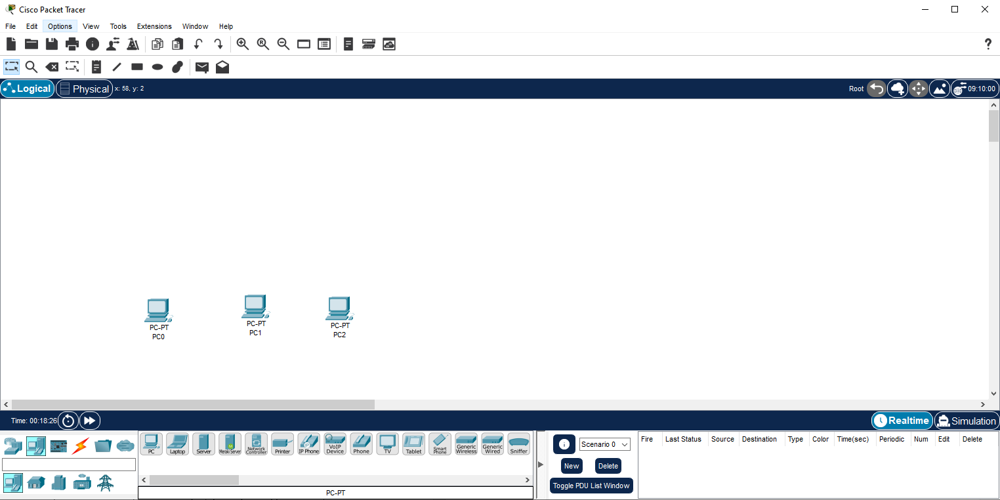 Cisco Packet Tracer
File Edit Options View Tools Extensions Window Help
?
Logical Physical x: 58, y: 2 Root 09:10:00
PC-PT
PC0
PC-PT
PC1
PC-PT
PC2
Time: 00:18:26 Realtime Simulation
PC Laptop Server Meraki Server Network Controller Printer IP Phone VoIP Device Phone TV Tablet Smart Phone Generic Wireless Generic Wired Sniffer
PC-PT
Scenario 0
New Delete
Toggle PDU List Window
Fire Last Status Source Destination Type Color Time(sec) Periodic Num Edit Delete